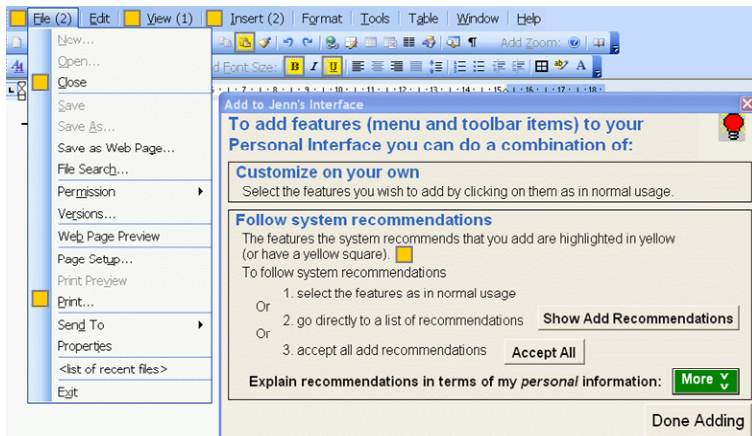 File (2) Edit View (1) Insert (2) Format Tools Table Window Help
New...
Add Zoom:
Open...
Font Size: B I U
Close
Add to Jenn's Interface
Save
To add features (menu and toolbar items) to your
Save As...
Personal Interface you can do a combination of:
Save as Web Page...
File Search...
Customize on your own
Select the features you wish to add by clicking on them as in normal usage.
Permission
Versions...
Follow system recommendations
Web Page Preview
The features the system recommends that you add are highlighted in yellow
(or have a yellow square).
Page Setup...
To follow system recommendations
Print Preview
1. select the features as in normal usage
Print...
Or
2. go directly to a list of recommendations Show Add Recommendations
Send To
Or
Properties
3. accept all add recommendations Accept All
<list of recent files>
Explain recommendations in terms of my personal information: More
Exit
Done Adding